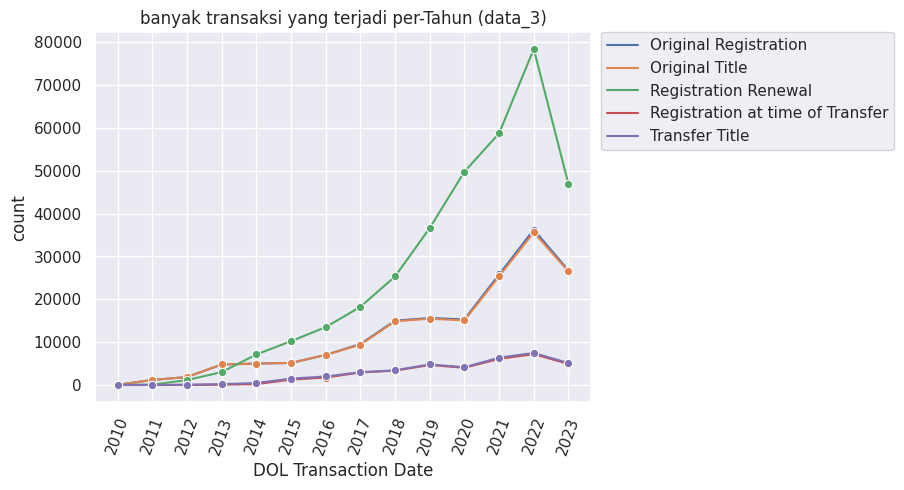 banyak transaksi yang terjadi per-Tahun (data_3)
Original Registration
Original Title
Registration Renewal
Registration at time of Transfer
Transfer Title
count
80000
70000
60000
50000
40000
30000
20000
10000
0
2010
2011
2012
2013
2014
2015
2016
2017
2018
2019
2020
2021
2022
2023
DOL Transaction Date